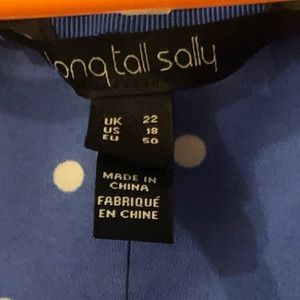 long tall sally
UK 22
US 18
EU 50
MADE IN
CHINA
FABRIQUÉ
EN CHINE